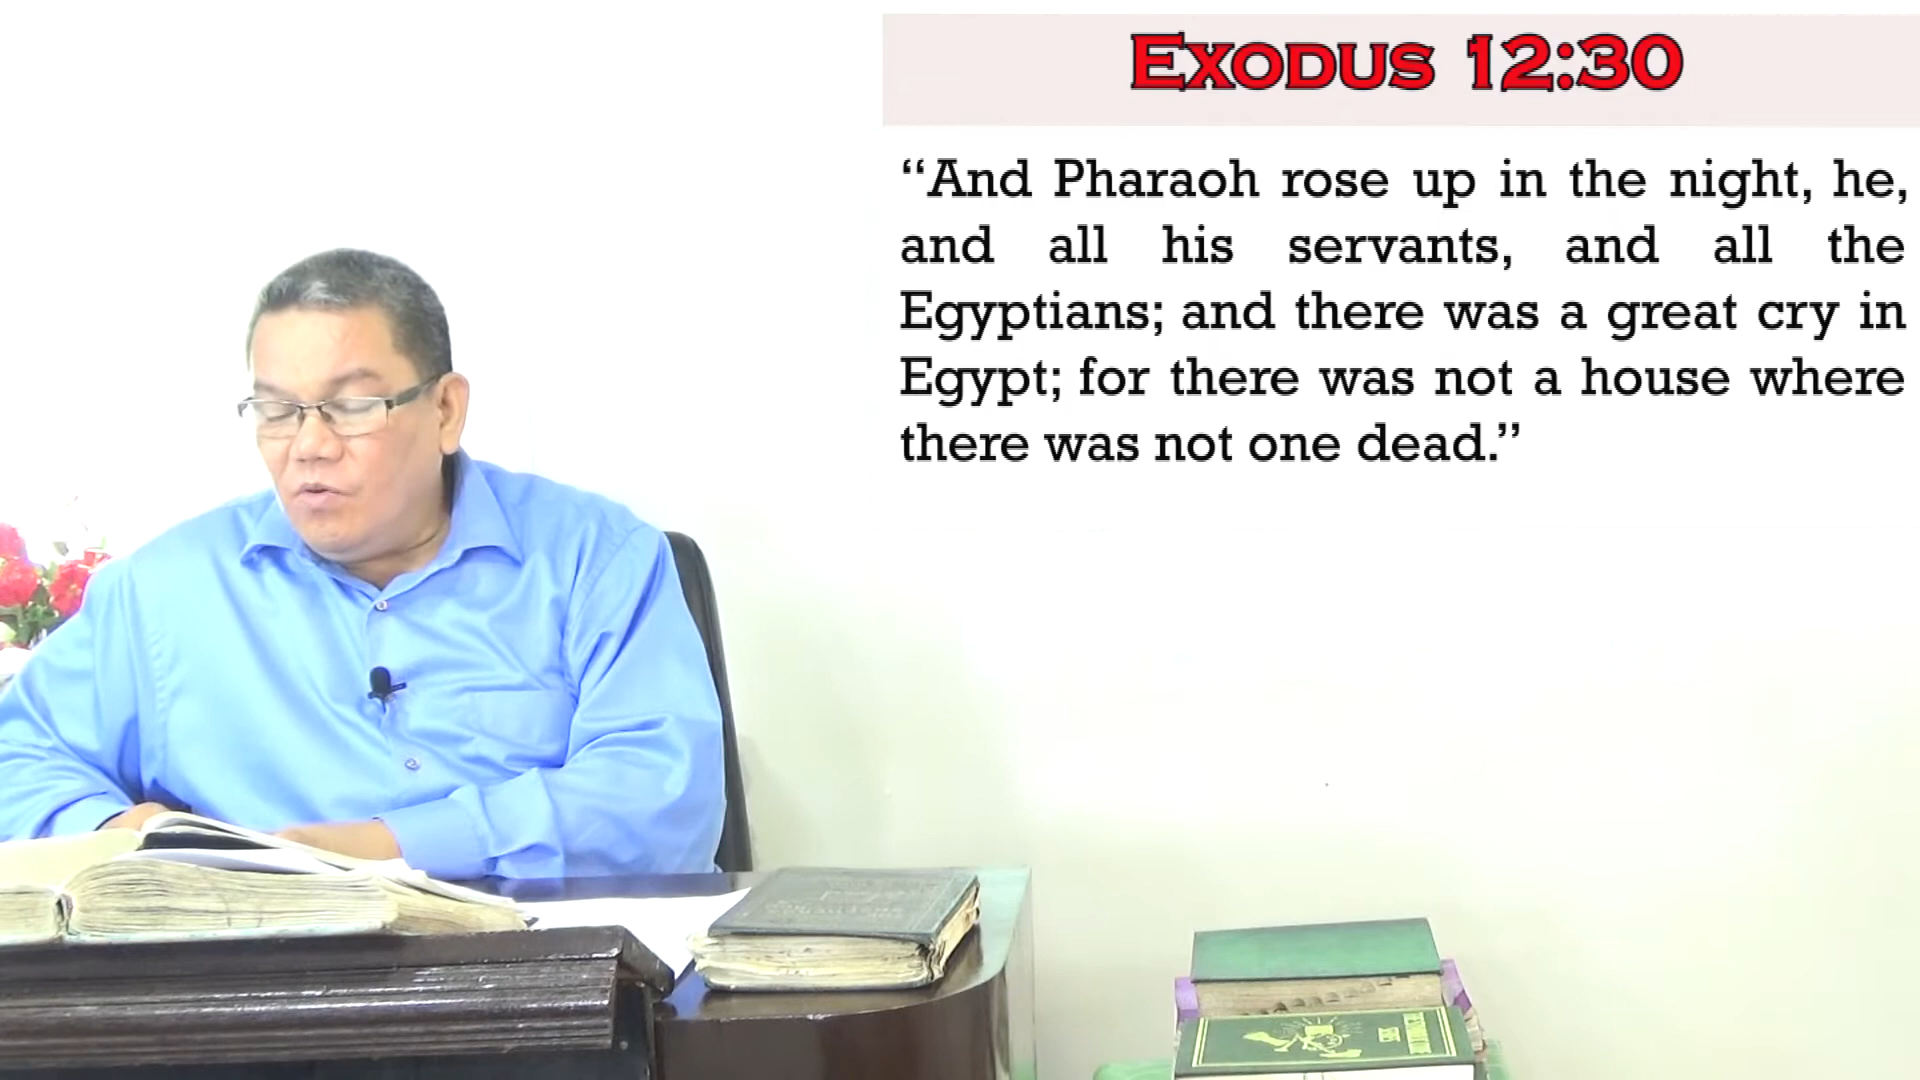 Exodus 12:30
“And Pharaoh rose up in the night, he,
and all his servants, and all the
Egyptians; and there was a great cry in
Egypt; for there was not a house where
there was not one dead.”